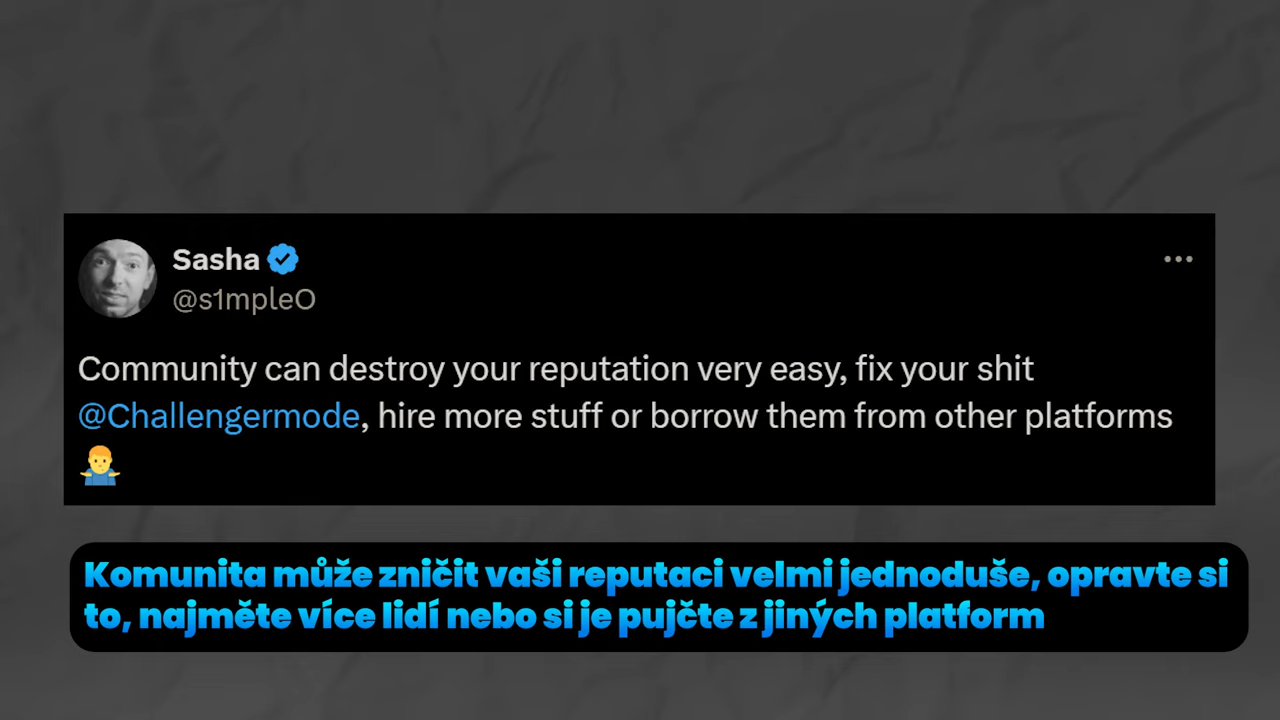 Sasha
@s1mpleO
Community can destroy your reputation very easy, fix your shit
@Challengermode, hire more stuff or borrow them from other platforms
🤷‍♂️
Komunita může zničit vaši reputaci velmi jednoduše, opravte si
to, najměte více lidí nebo si je pujčte z jiných platform